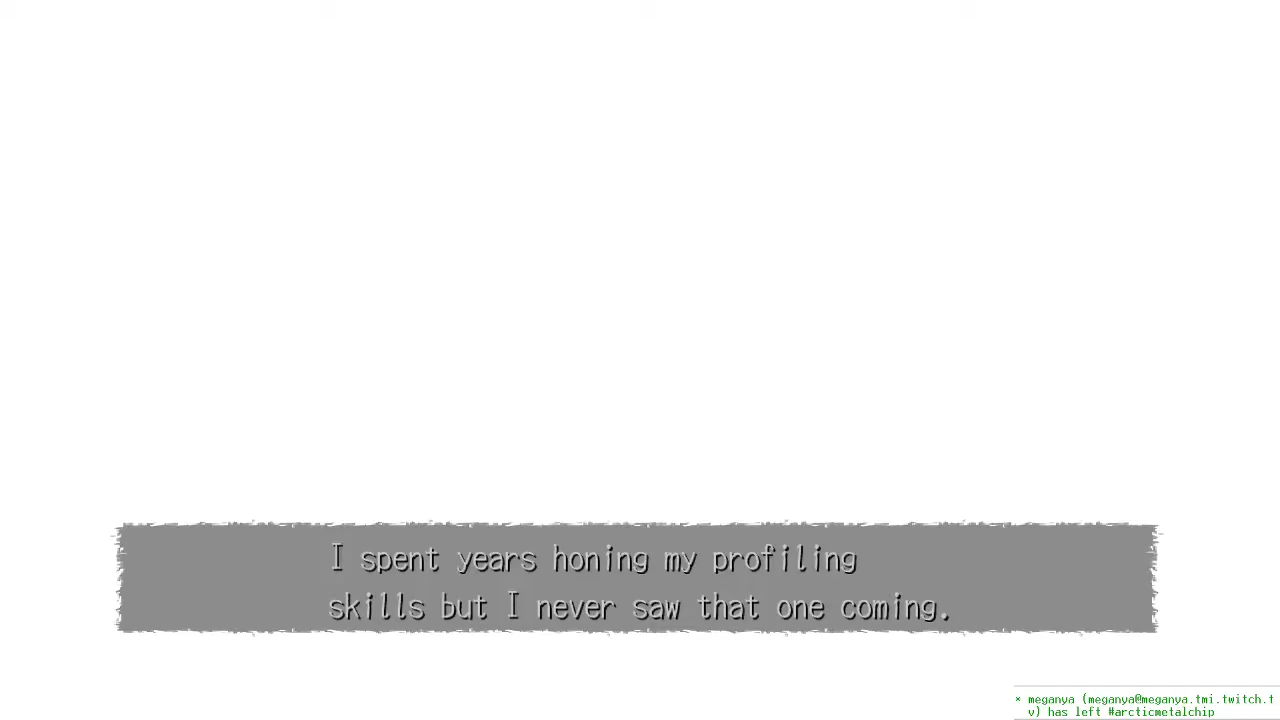 I spent years honing my profiling
skills but I never saw that one coming.
× meganya (meganya@meganya.tmi.twitch.t
v) has left #arcticmetalchip